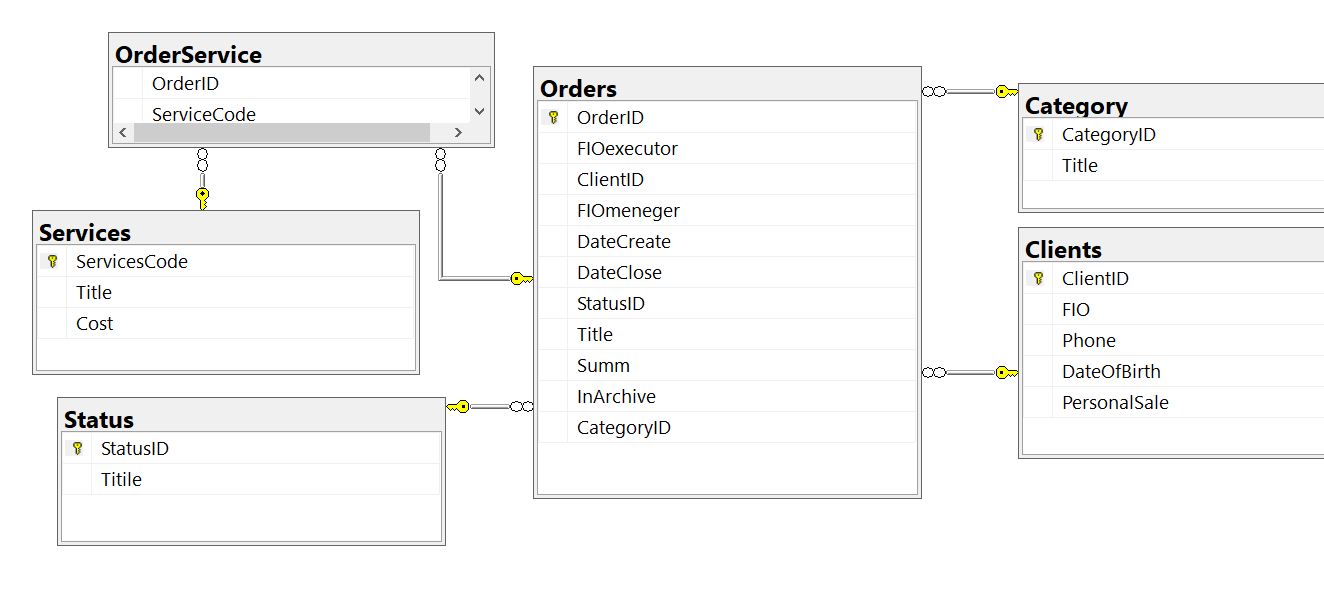 OrderService
OrderID
ServiceCode
Services
ServicesCode
Title
Cost
Status
StatusID
Titile
Orders
OrderID
FIOexecutor
ClientID
FIOmeneger
DateCreate
DateClose
StatusID
Title
Summ
InArchive
CategoryID
Category
CategoryID
Title
Clients
ClientID
FIO
Phone
DateOfBirth
PersonalSale